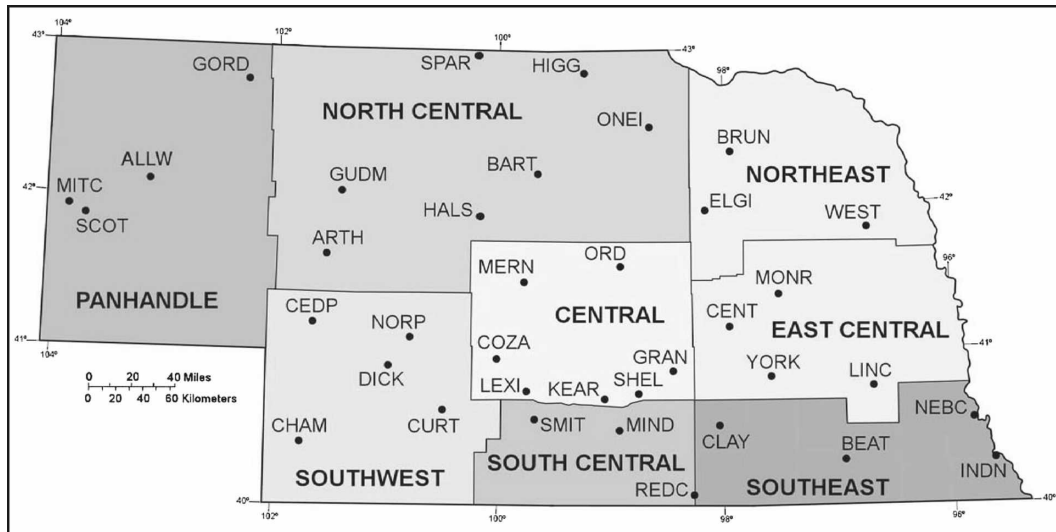 104°
43°
102°
100°
43°
98°
GORD
SPAR
HIGG
NORTH CENTRAL
ONEI
BRUN
ALLW
BART
NORTHEAST
GUDM
42°
MITC
ELGI
42°
SCOT
HALS
WEST
ARTH
ORD
96°
MERN
MONR
PANHANDLE
CEDP
CENT
CENTRAL
EAST CENTRAL
NORP
41°
104°
COZA
41°
GRAN
0 20 40 Miles
DICK
YORK
LINC
0 20 40 60 Kilometers
LEXI
KEAR
SHEL
NEBC
CHAM
CURT
SMIT
MIND
CLAY
BEAT
SOUTHWEST
SOUTH CENTRAL
INDN
REDC
SOUTHEAST
40°
102°
100°
98°
96°
40°